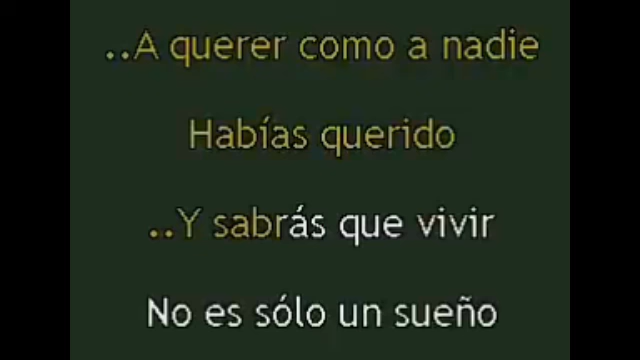 ..A querer como a nadie
Habías querido
..Y sabrás que vivir
No es sólo un sueño